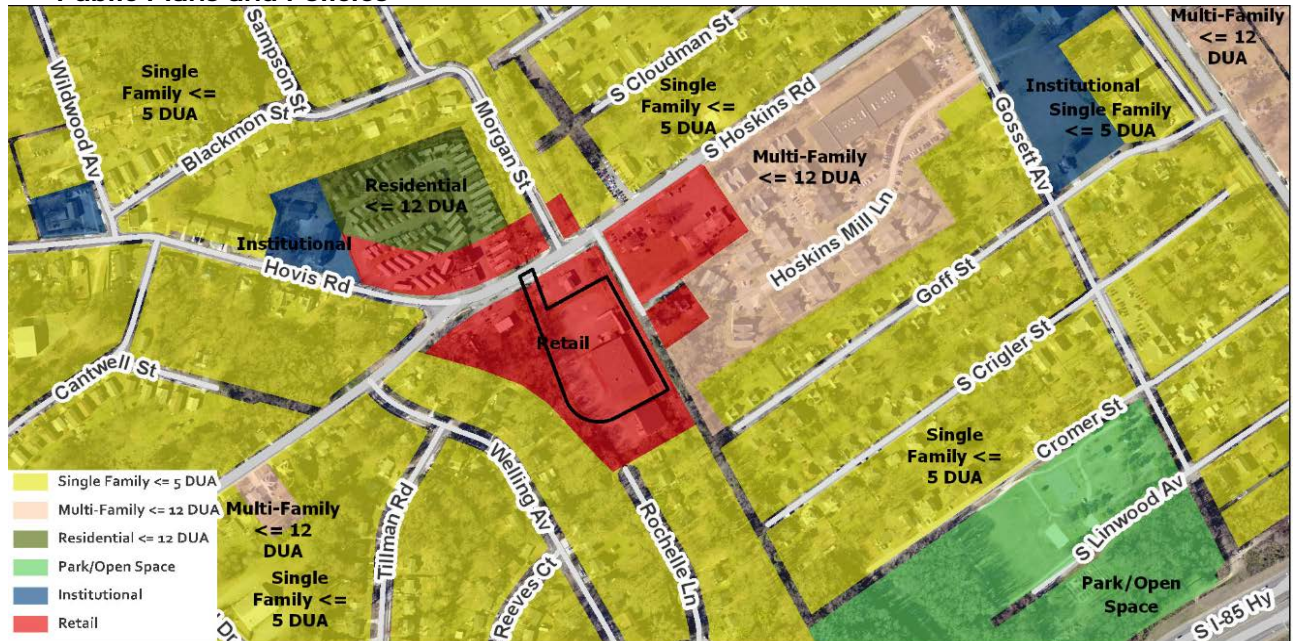 Public Plans and Policies
Multi-Family
<= 12
DUA
Sampson St
Wildwood Av
Single
Family <=
5 DUA
Blackmon St
Morgan St
S Cloudman St
Single
Family <=
5 DUA
S Hoskins Rd
Gossett Av
Institutional
Single Family
<= 5 DUA
Multi-Family
<= 12 DUA
Residential
<= 12 DUA
Hoskins Mill Ln
Institutional
Hovis Rd
Goff St
Retail
S Crigler St
Cantwell St
Cromer St
Single
Family <=
5 DUA
Welling Av
Tillman Rd
Rochelle Ln
S Linwood Av
Reeves Ct
Park/Open
Space
S I-85 Hy
Multi-Family
<= 12
DUA
Single
Family <=
5 DUA
Dr
Single Family <= 5 DUA
Multi-Family <= 12 DUA
Residential <= 12 DUA
Park/Open Space
Institutional
Retail